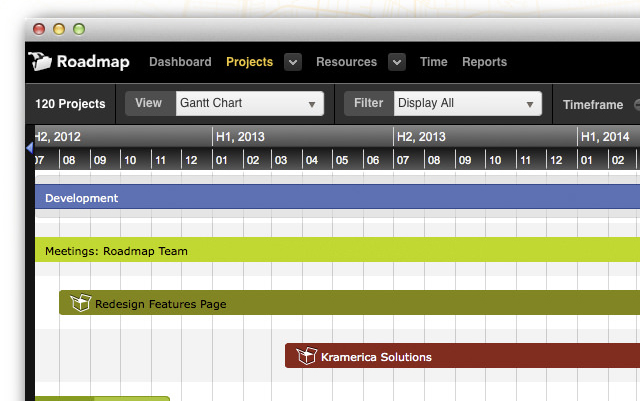 Roadmap Dashboard Projects Resources Time Reports
120 Projects View Gantt Chart Filter Display All Timeframe
H2, 2012 H1, 2013 H2, 2013 H1, 2014
07 08 09 10 11 12 01 02 03 04 05 06 07 08 09 10 11 12 01 02
Development
Meetings: Roadmap Team
Redesign Features Page
Kramerica Solutions